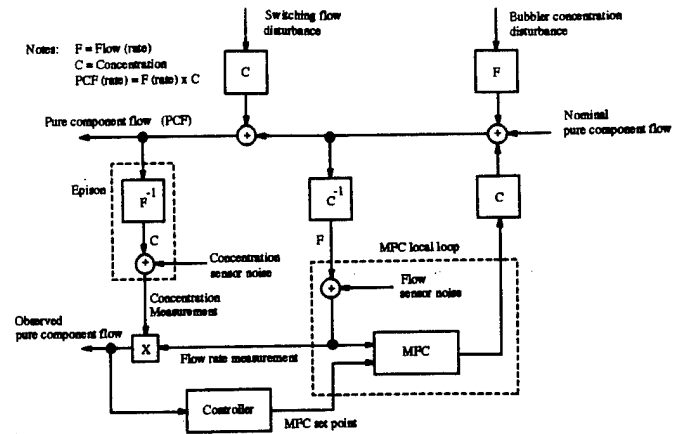 Switching flow
disturbance
Bubbler concentration
disturbance
Notes: F = Flow (rate)
C = Concentration
PCF (rate) = F (rate) x C
C
F
Pure component flow (PCF)
+
+
Nominal
pure component flow
Epison
F-1
C-1
C
C
F
MFC local loop
+
Concentration
sensor noise
+
Flow
sensor noise
Concentration
Measurement
Observed
pure component flow
X
Flow rate measurement
MFC
Controller
MFC set point